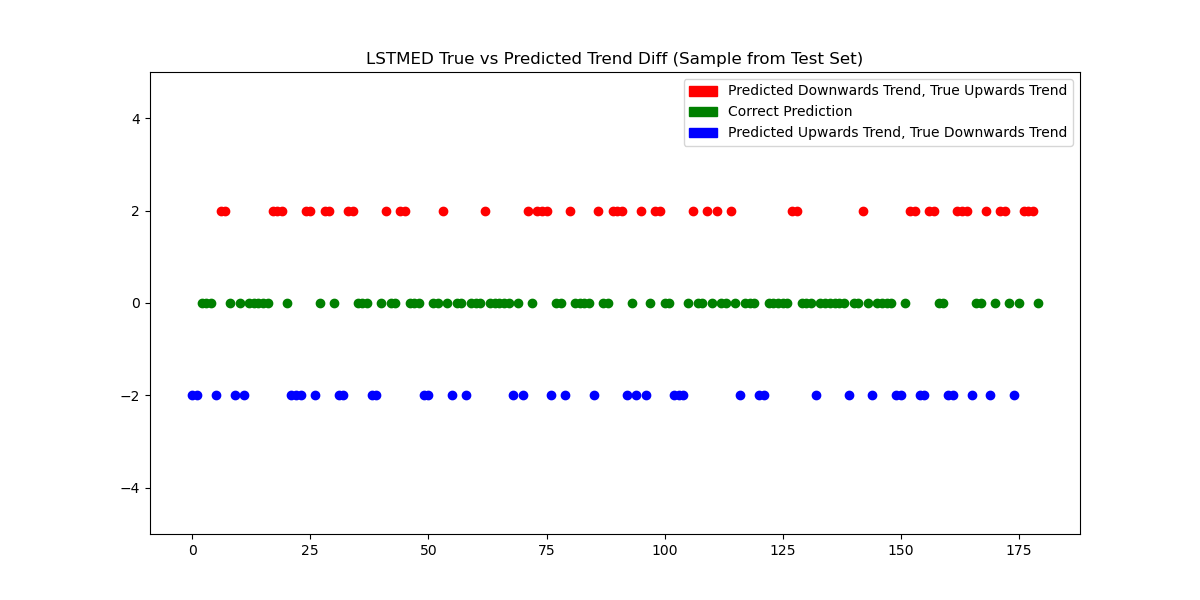 LSTMED True vs Predicted Trend Diff (Sample from Test Set)
Predicted Downwards Trend, True Upwards Trend
Correct Prediction
Predicted Upwards Trend, True Downwards Trend
4
2
0
−2
−4
0 25 50 75 100 125 150 175